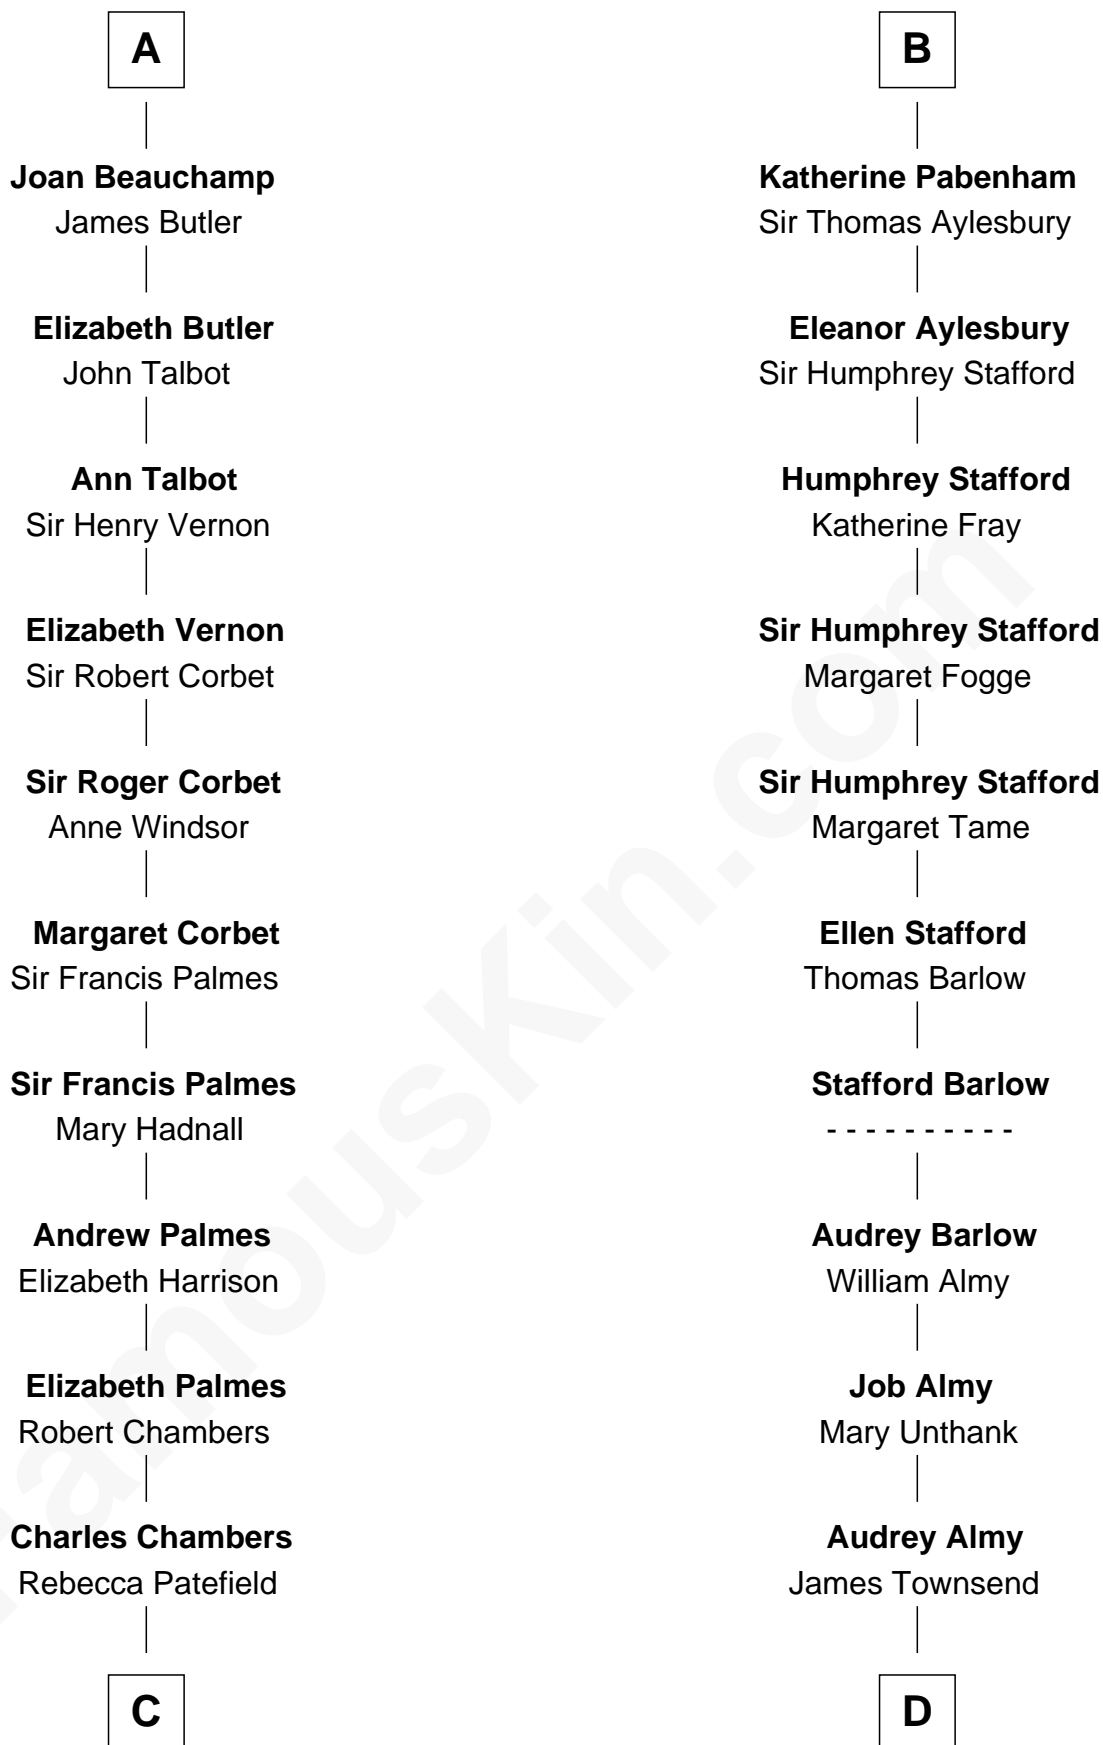 A
Joan Beauchamp
James Butler
Elizabeth Butler
John Talbot
Ann Talbot
Sir Henry Vernon
Elizabeth Vernon
Sir Robert Corbet
Sir Roger Corbet
Anne Windsor
Margaret Corbet
Sir Francis Palmes
Sir Francis Palmes
Mary Hadnall
Andrew Palmes
Elizabeth Harrison
Elizabeth Palmes
Robert Chambers
Charles Chambers
Rebecca Patefield
C
B
Katherine Pabenham
Sir Thomas Aylesbury
Eleanor Aylesbury
Sir Humphrey Stafford
Humphrey Stafford
Katherine Fray
Sir Humphrey Stafford
Margaret Fogge
Sir Humphrey Stafford
Margaret Tame
Ellen Stafford
Thomas Barlow
Stafford Barlow
- - - - - - - - - -
Audrey Barlow
William Almy
Job Almy
Mary Unthank
Audrey Almy
James Townsend
D
FamousKin.com